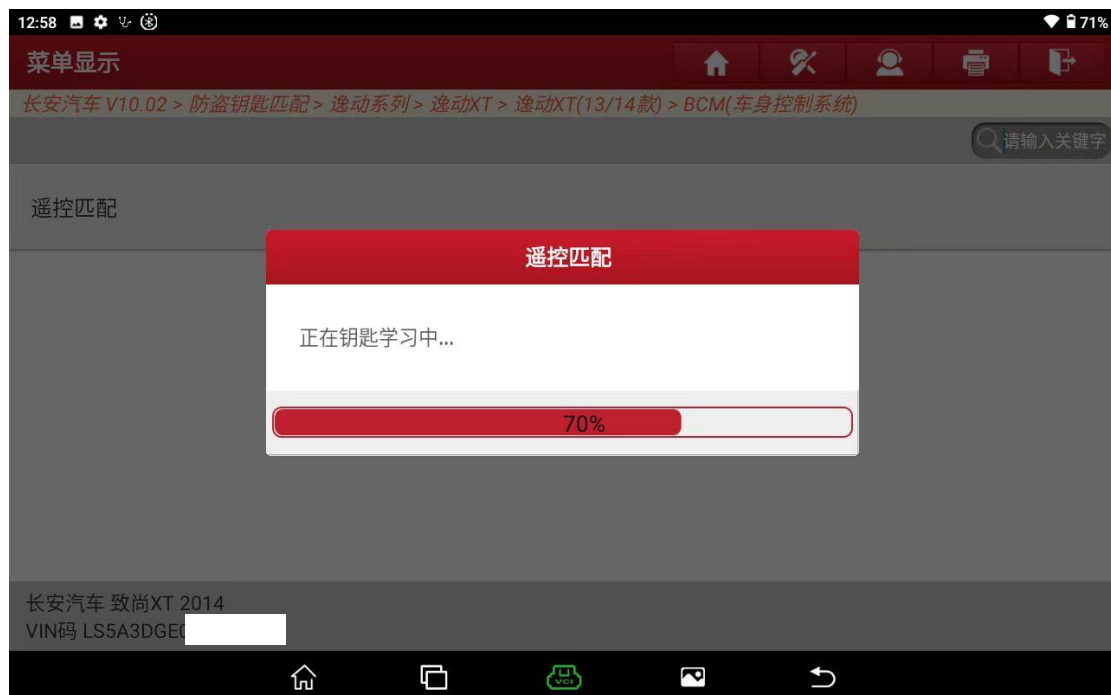 12:58
71%
菜单显示
长安汽车 V10.02 > 防盗钥匙匹配 > 逸动系列 > 逸动XT > 逸动XT(13/14款) > BCM(车身控制系统)
请输入关键字
遥控匹配
遥控匹配
正在钥匙学习中...
70%
长安汽车 致尚XT 2014
VIN码 LS5A3DGE
VCI